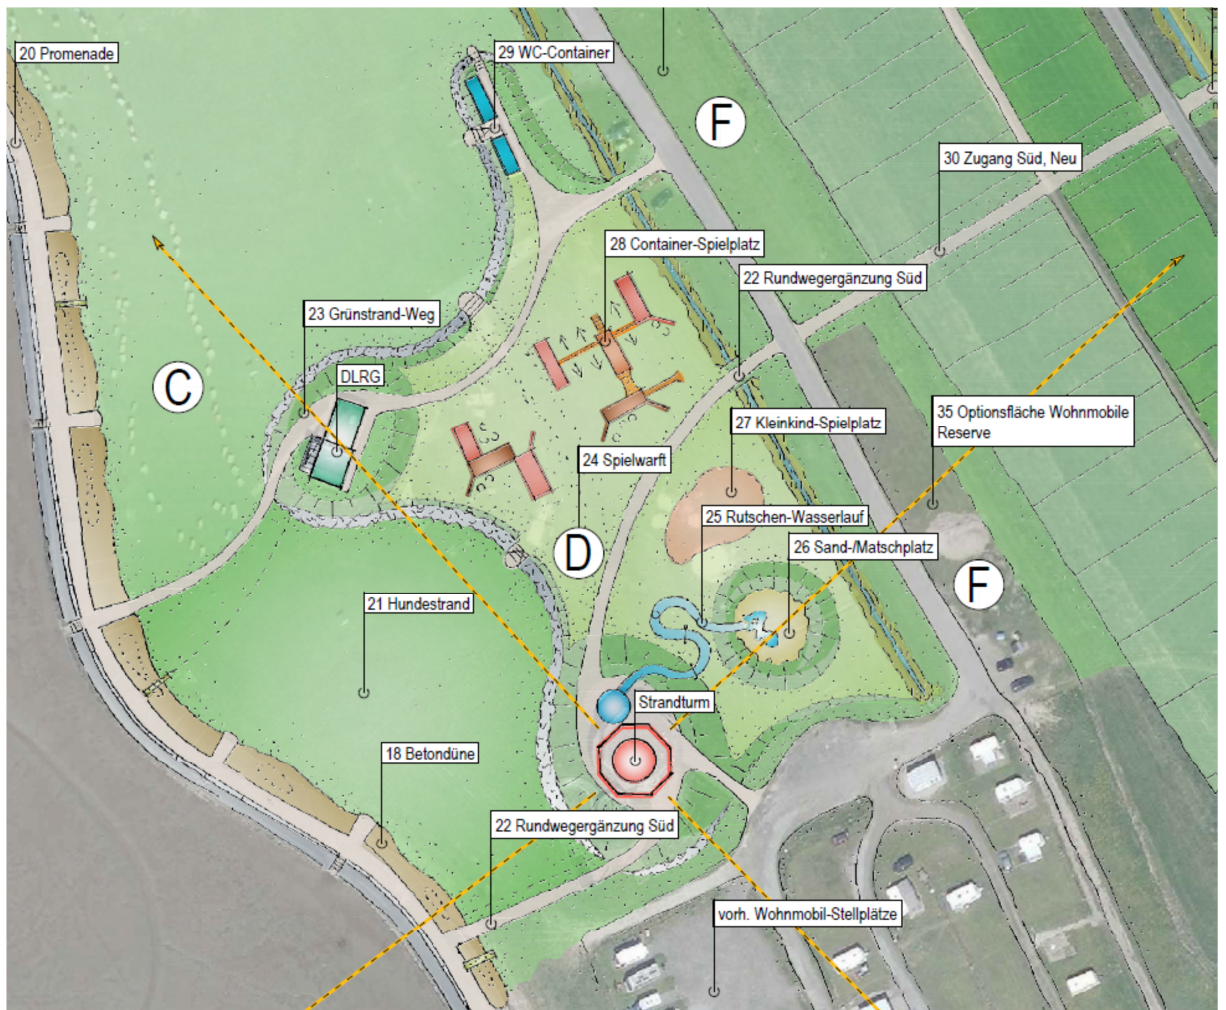 20 Promenade
29 WC-Container
F
30 Zugang Süd, Neu
28 Container-Spielplatz
22 Rundwegergänzung Süd
23 Grünstrand-Weg
C
DLRG
27 Kleinkind-Spielplatz
35 Optionsfläche Wohnmobile
Reserve
24 Spielwarft
25 Rutschen-Wasserlauf
D
26 Sand-/Matschplatz
F
21 Hundestrand
Strandturm
18 Betondüne
22 Rundwegergänzung Süd
vorh. Wohnmobil-Stellplätze